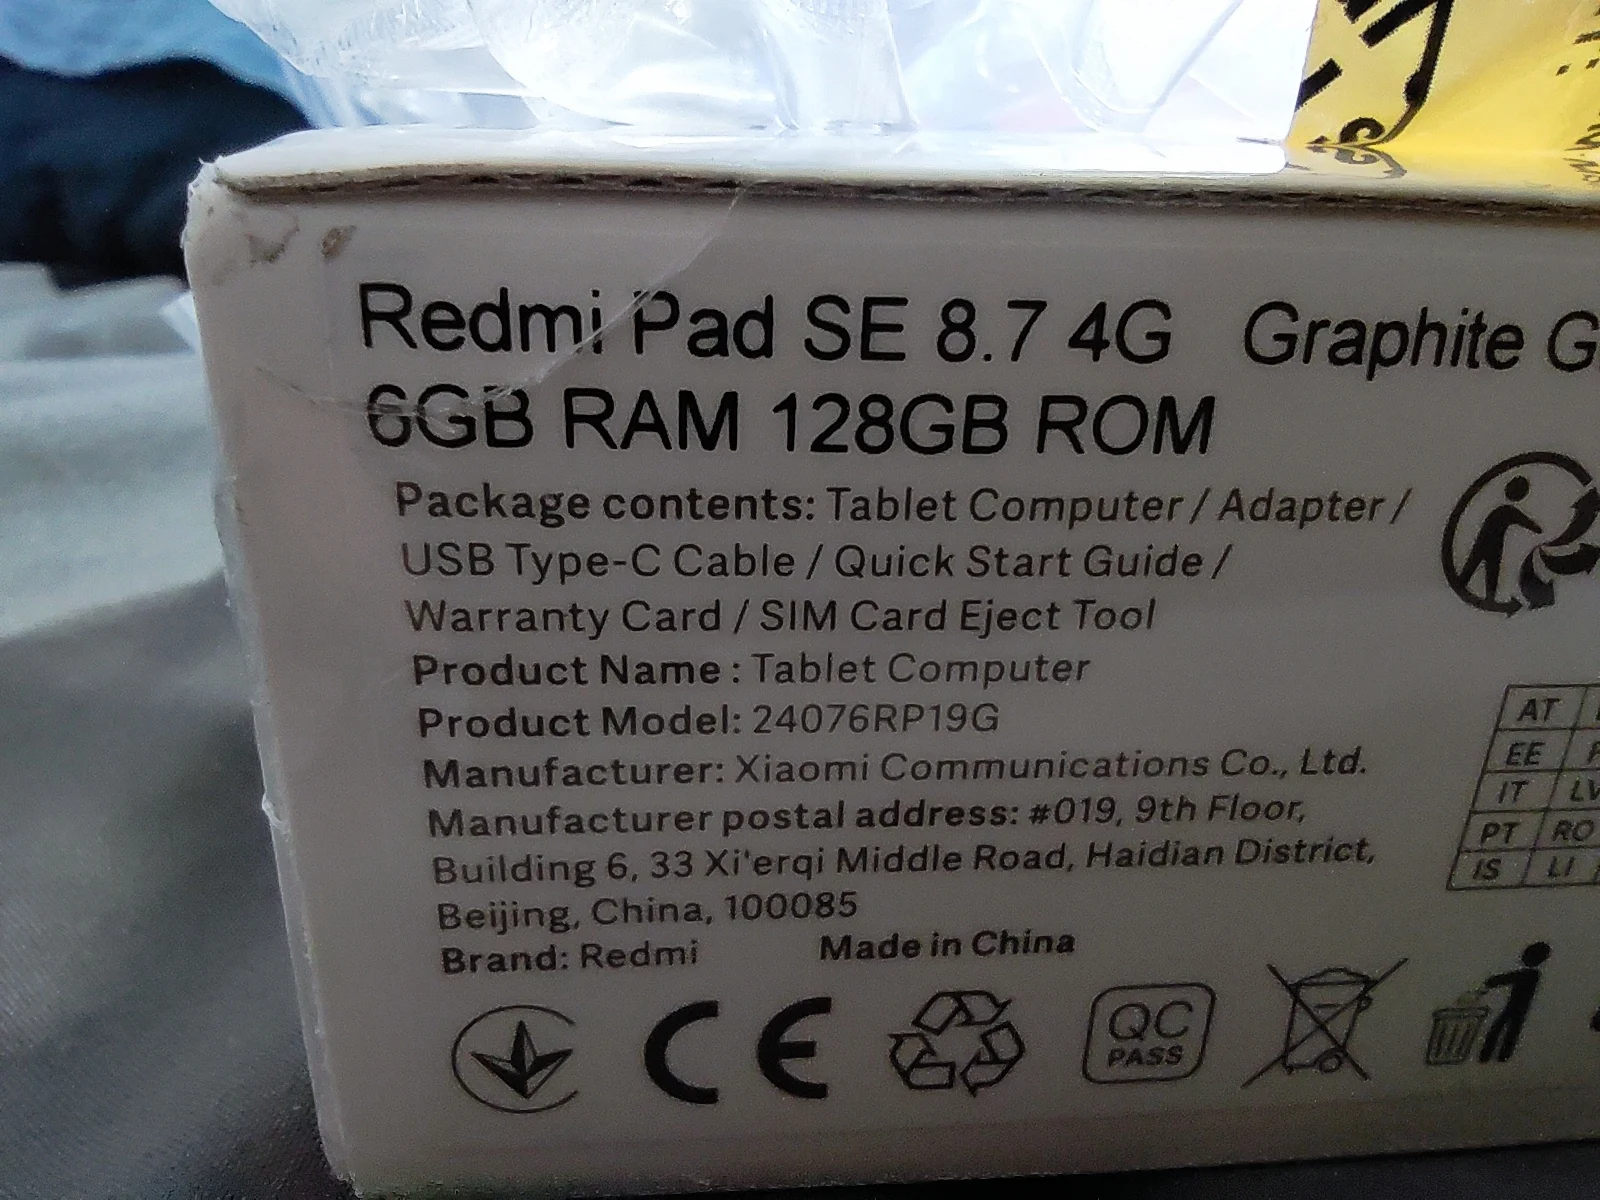 Redmi Pad SE 8.7 4G Graphite
6GB RAM 128GB ROM
Package contents: Tablet Computer / Adapter /
USB Type-C Cable / Quick Start Guide /
Warranty Card / SIM Card Eject Tool
Product Name : Tablet Computer
Product Model: 24076RP19G
Manufacturer: Xiaomi Communications Co., Ltd.
Manufacturer postal address: #019, 9th Floor,
Building 6, 33 Xi'erqi Middle Road, Haidian District,
Beijing, China, 100085
Brand: Redmi Made in China
AT
EE
IT LV
PT RO
IS LI
CE
QC
PASS